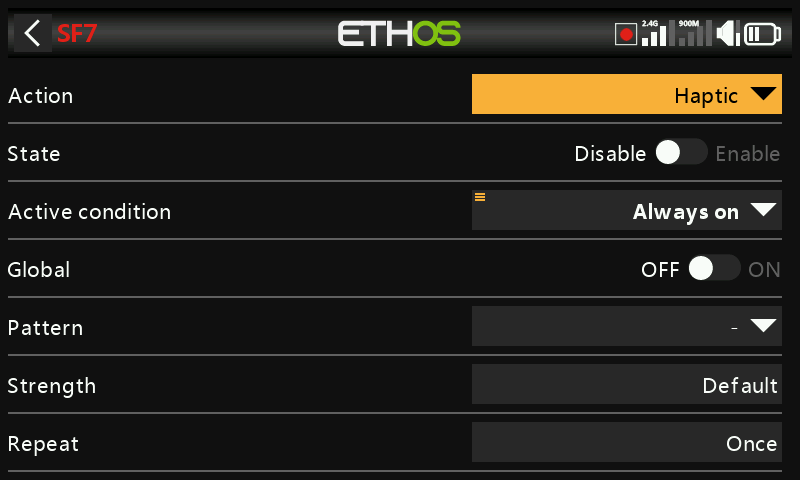 SF7 ETHOS 2.4G 900M
Action Haptic
State Disable Enable
Active condition Always on
Global OFF ON
Pattern -
Strength Default
Repeat Once